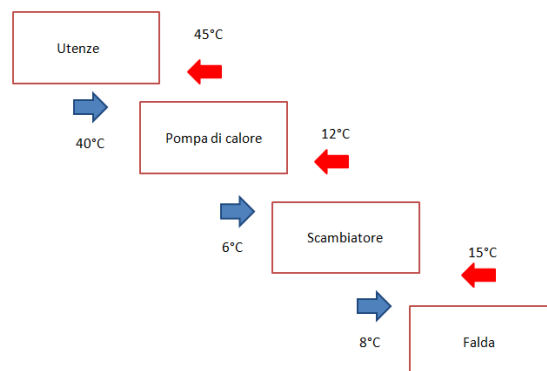 45°C
Utenze
40°C
Pompa di calore
12°C
6°C
Scambiatore
15°C
8°C
Falda